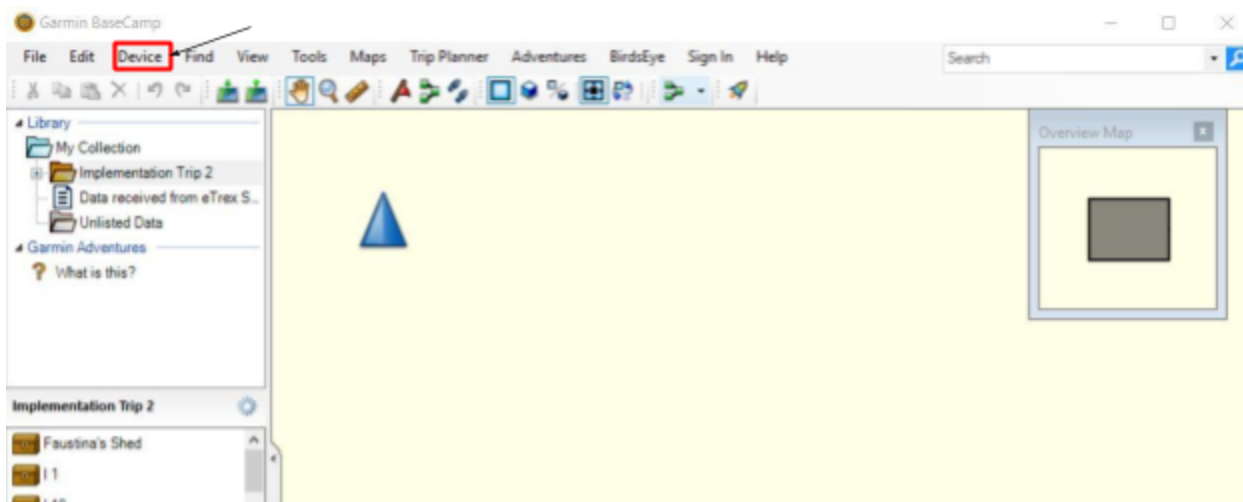 Garmin BaseCamp
File Edit Device Find View Tools Maps Trip Planner Adventures BirdsEye Sign In Help
Search
Library
My Collection
Implementation Trip 2
Data received from eTrex S...
Unlisted Data
Garmin Adventures
What is this?
Overview Map
Implementation Trip 2
Faustina's Shed
I 1